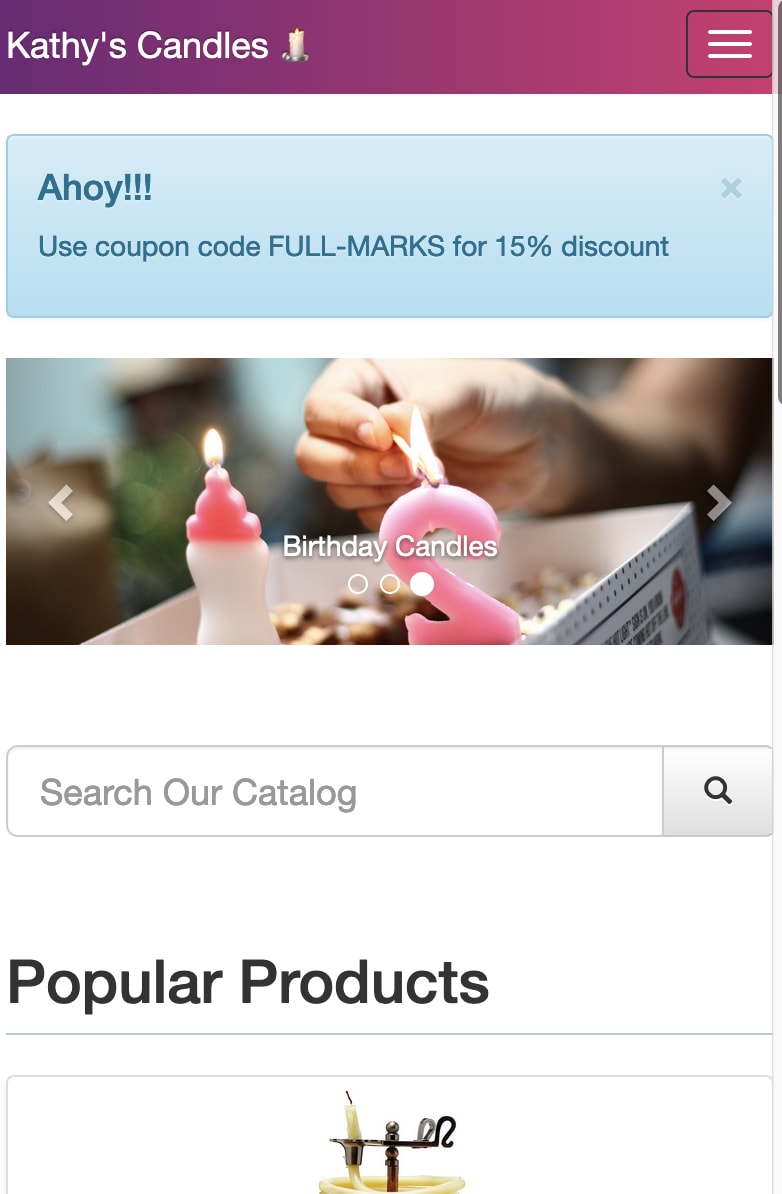 Kathy's Candles 🕯️
Ahoy!!!
×
Use coupon code FULL-MARKS for 15% discount
Birthday Candles
Search Our Catalog
Popular Products